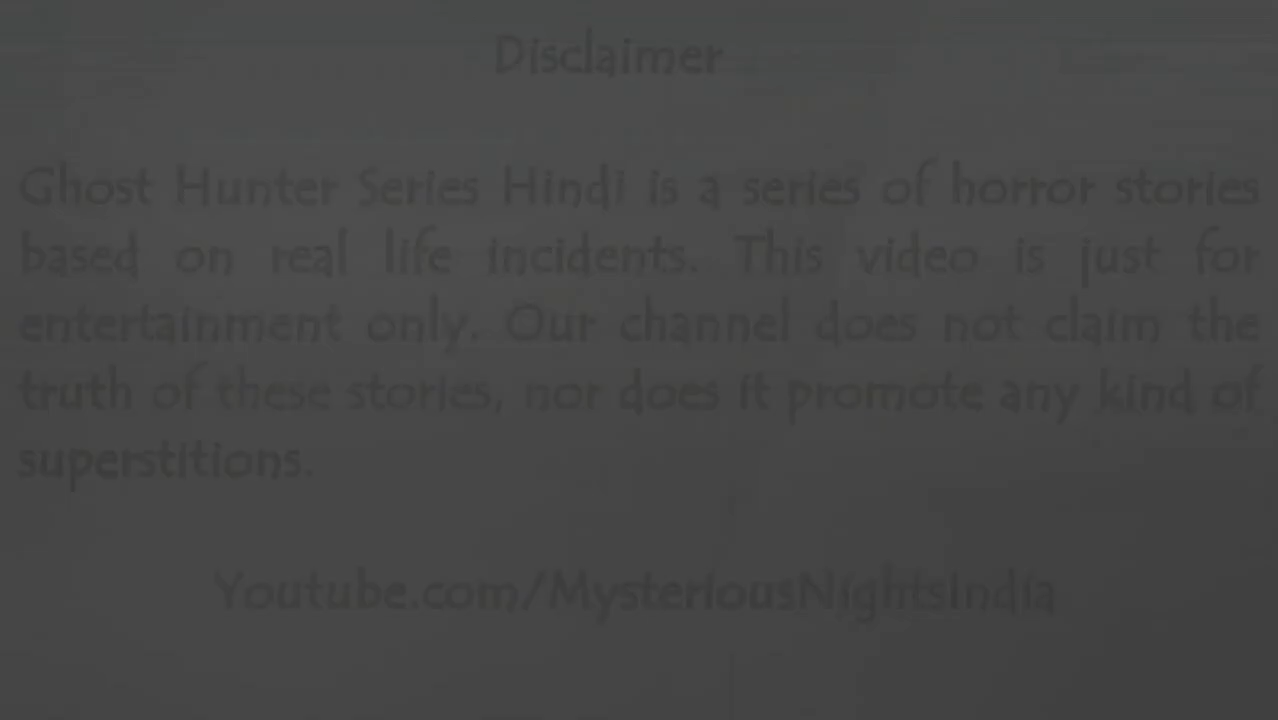 Disclaimer
Ghost Hunter Series Hindi is a series of horror stories
based on real life incidents. This video is just for
entertainment only. Our channel does not claim the
truth of these stories, nor does it promote any kind of
superstitions.
Youtube.com/MysteriousNightsIndia